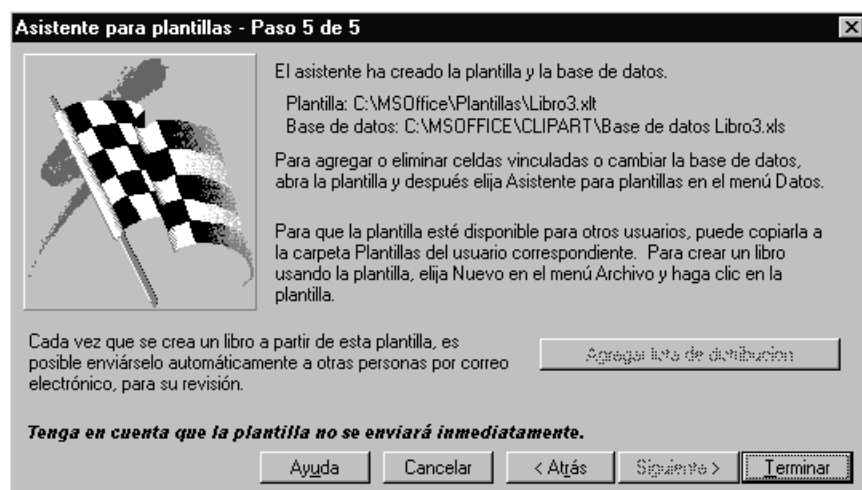 Asistente para plantillas - Paso 5 de 5
El asistente ha creado la plantilla y la base de datos.
Plantilla: C:\MSOffice\Plantillas\Libro3.xlt
Base de datos: C:\MSOFFICE\CLIPART\Base de datos Libro3.xls
Para agregar o eliminar celdas vinculadas o cambiar la base de datos,
abra la plantilla y después elija Asistente para plantillas en el menú Datos.
Para que la plantilla esté disponible para otros usuarios, puede copiarla a
la carpeta Plantillas del usuario correspondiente. Para crear un libro
usando la plantilla, elija Nuevo en el menú Archivo y haga clic en la
plantilla.
Cada vez que se crea un libro a partir de esta plantilla, es
posible enviárselo automáticamente a otras personas por correo
electrónico, para su revisión.
Agregar lista de distribucion
Tenga en cuenta que la plantilla no se enviará inmediatamente.
Ayuda Cancelar < Atrás Siguiente > Terminar